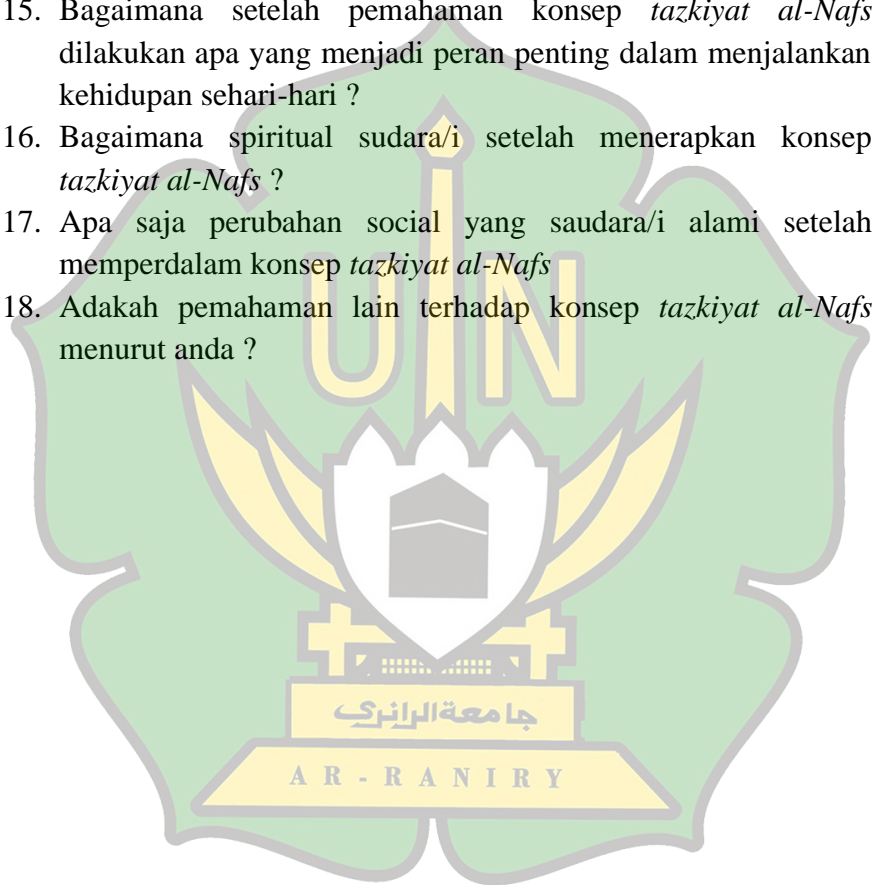 15. Bagaimana setelah pemahaman konsep tazkiyat al-Nafs
dilakukan apa yang menjadi peran penting dalam menjalankan
kehidupan sehari-hari ?
16. Bagaimana spiritual sudara/i setelah menerapkan konsep
tazkiyat al-Nafs ?
17. Apa saja perubahan social yang saudara/i alami setelah
memperdalam konsep tazkiyat al-Nafs
18. Adakah pemahaman lain terhadap konsep tazkiyat al-Nafs
menurut anda ?
UIN
جامعةالرانري
AR-RANIRY